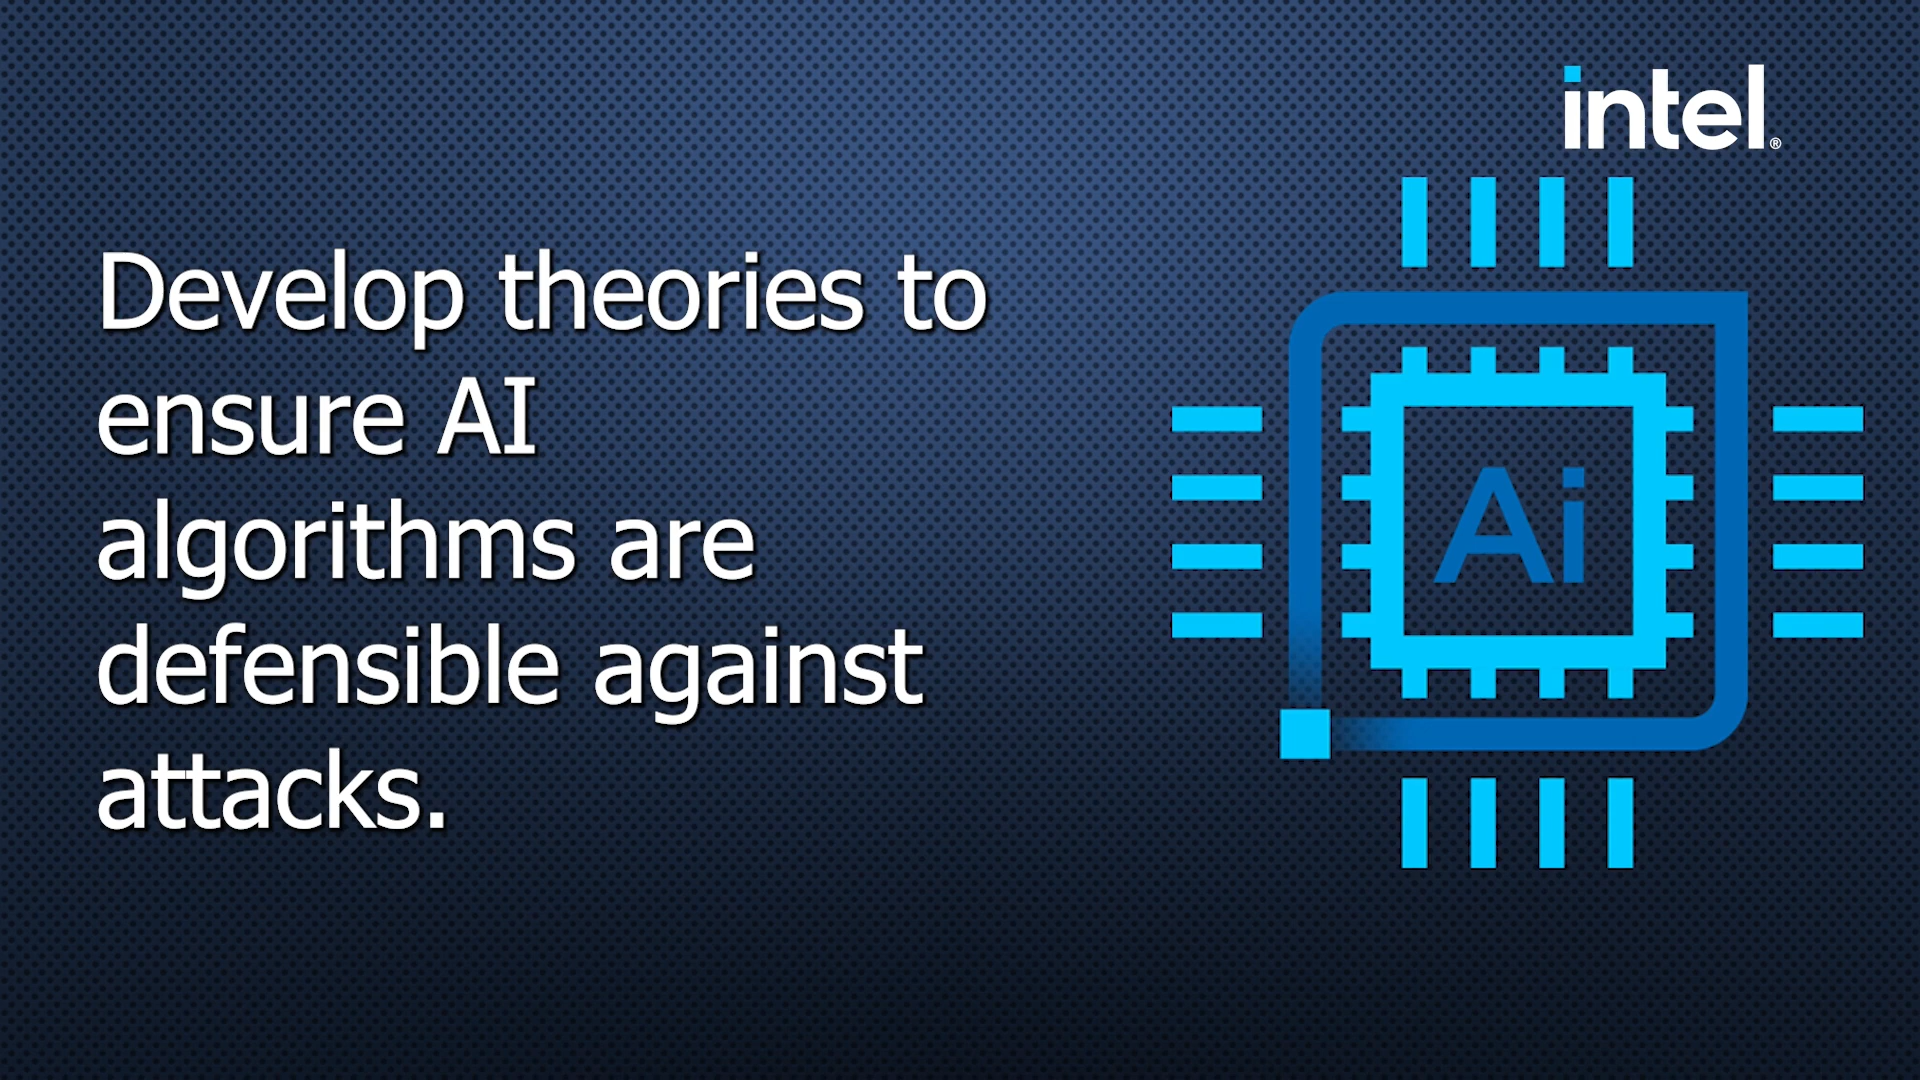 intel®
Develop theories to
ensure AI
algorithms are
defensible against
attacks.
Ai